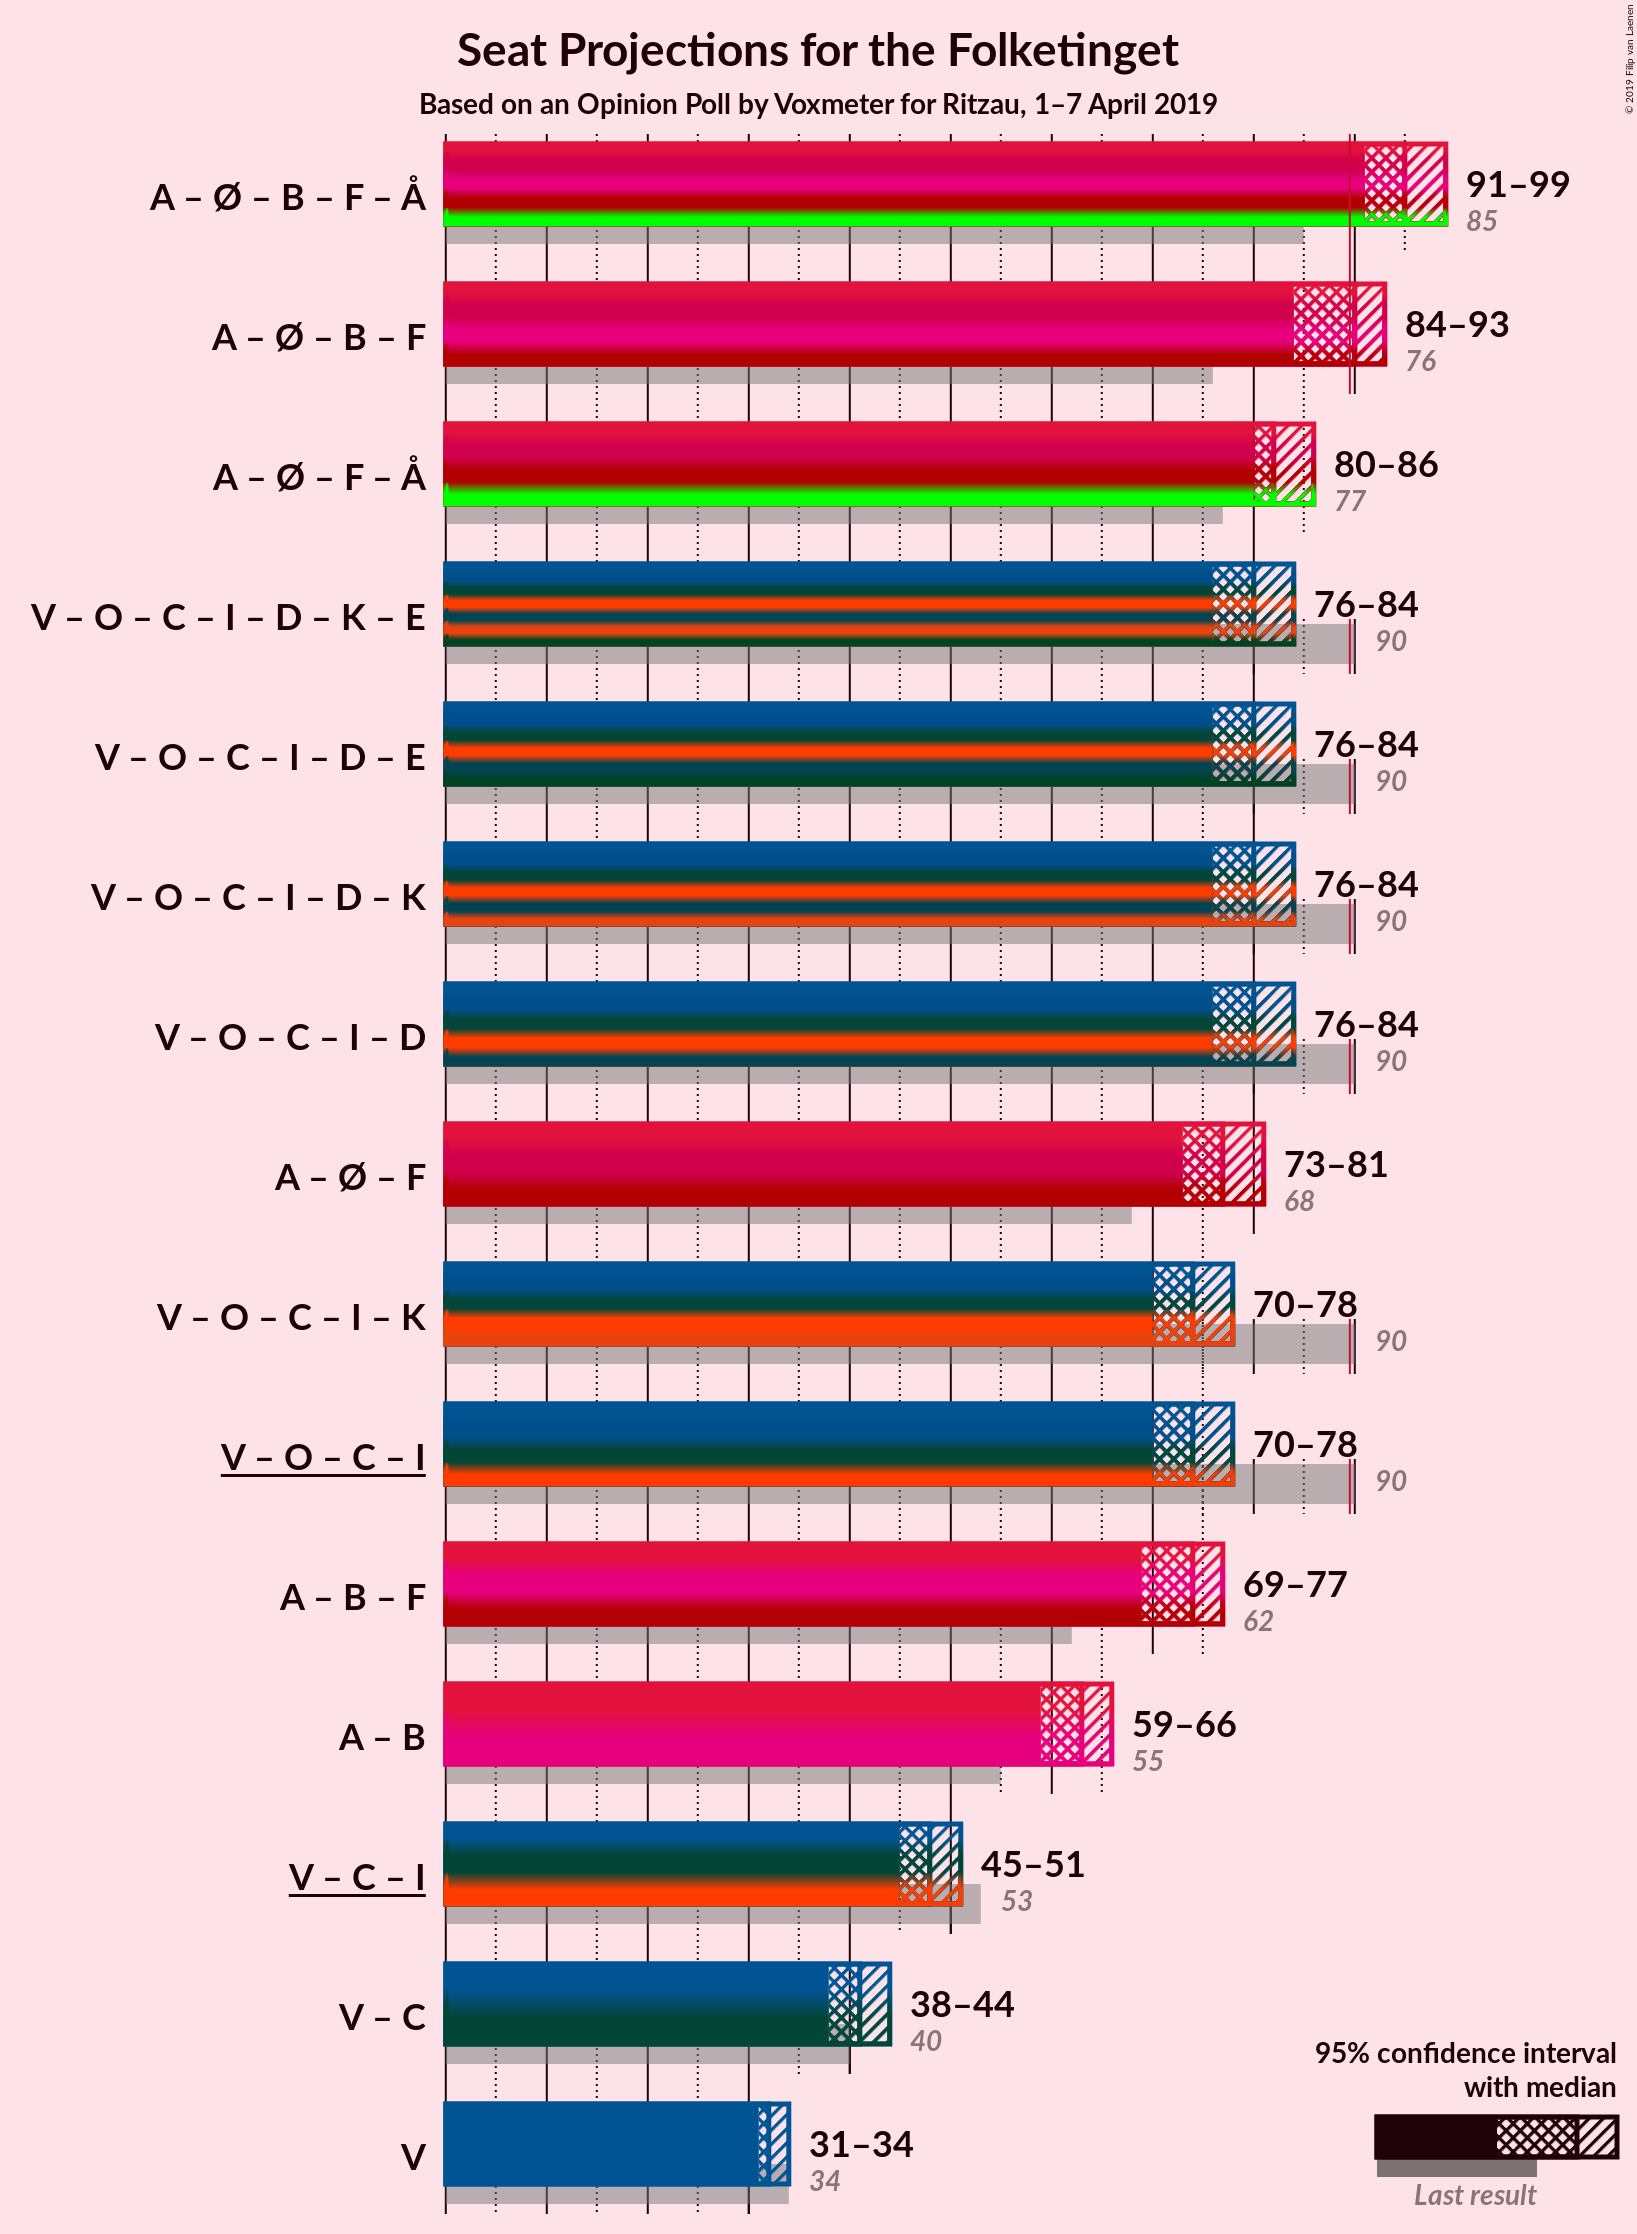 Seat Projections for the Folketinget
Based on an Opinion Poll by Voxmeter for Ritzau, 1–7 April 2019
© 2019 Filip van Laenen
A – Ø – B – F – Å
91–99
85
A – Ø – B – F
84–93
76
A – Ø – F – Å
80–86
77
V – O – C – I – D – K – E
76–84
90
V – O – C – I – D – E
76–84
90
V – O – C – I – D – K
76–84
90
V – O – C – I – D
76–84
90
A – Ø – F
73–81
68
V – O – C – I – K
70–78
90
V – O – C – I
70–78
90
A – B – F
69–77
62
A – B
59–66
55
V – C – I
45–51
53
V – C
38–44
40
V
31–34
34
95% confidence interval
with median
Last result